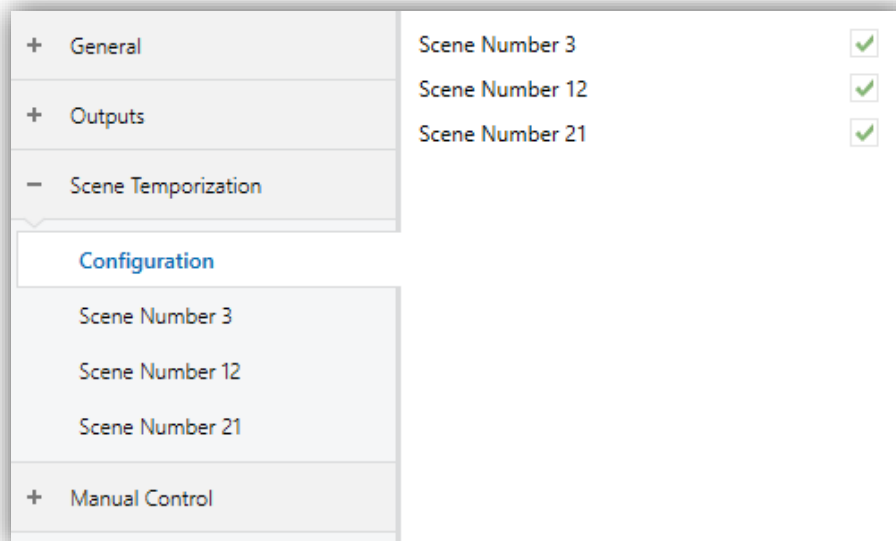 General
Outputs
Scene Temporization
Configuration
Scene Number 3
Scene Number 12
Scene Number 21
Manual Control
Scene Number 3
Scene Number 12
Scene Number 21